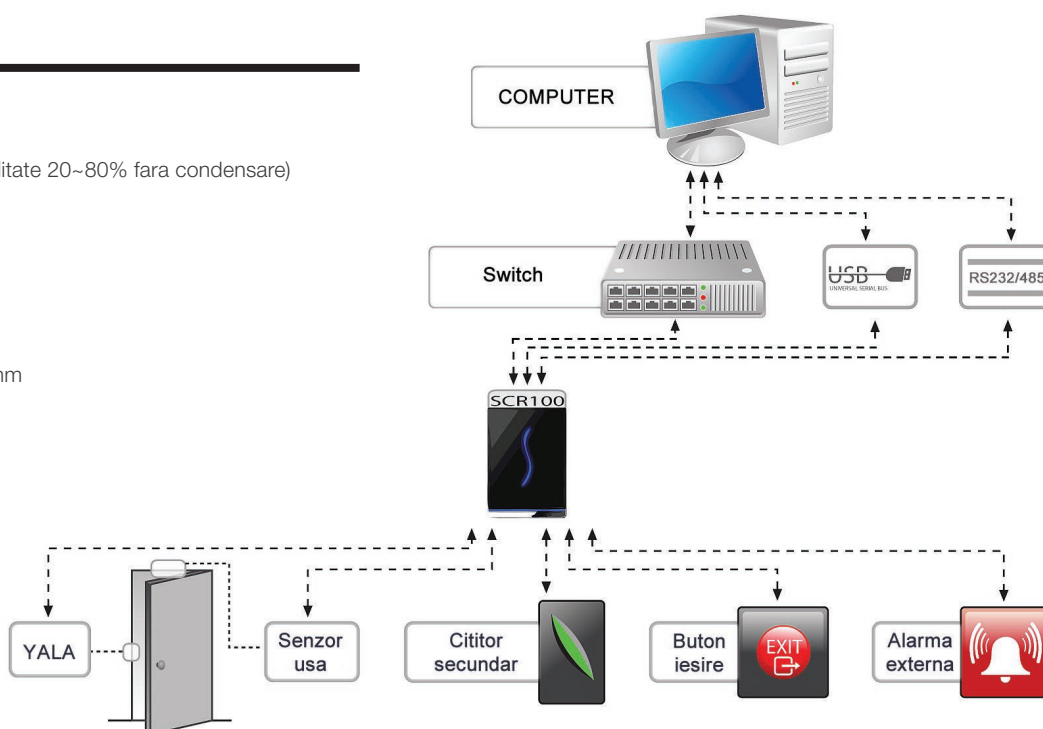 COMPUTER
itate 20~80% fara condensare)
Switch
USB
UNIVERSAL SERIAL BUS
RS232/485
SCR100
YALA
Senzor
usa
Cititor
secundar
Buton
iesire
EXIT
Alarma
externa